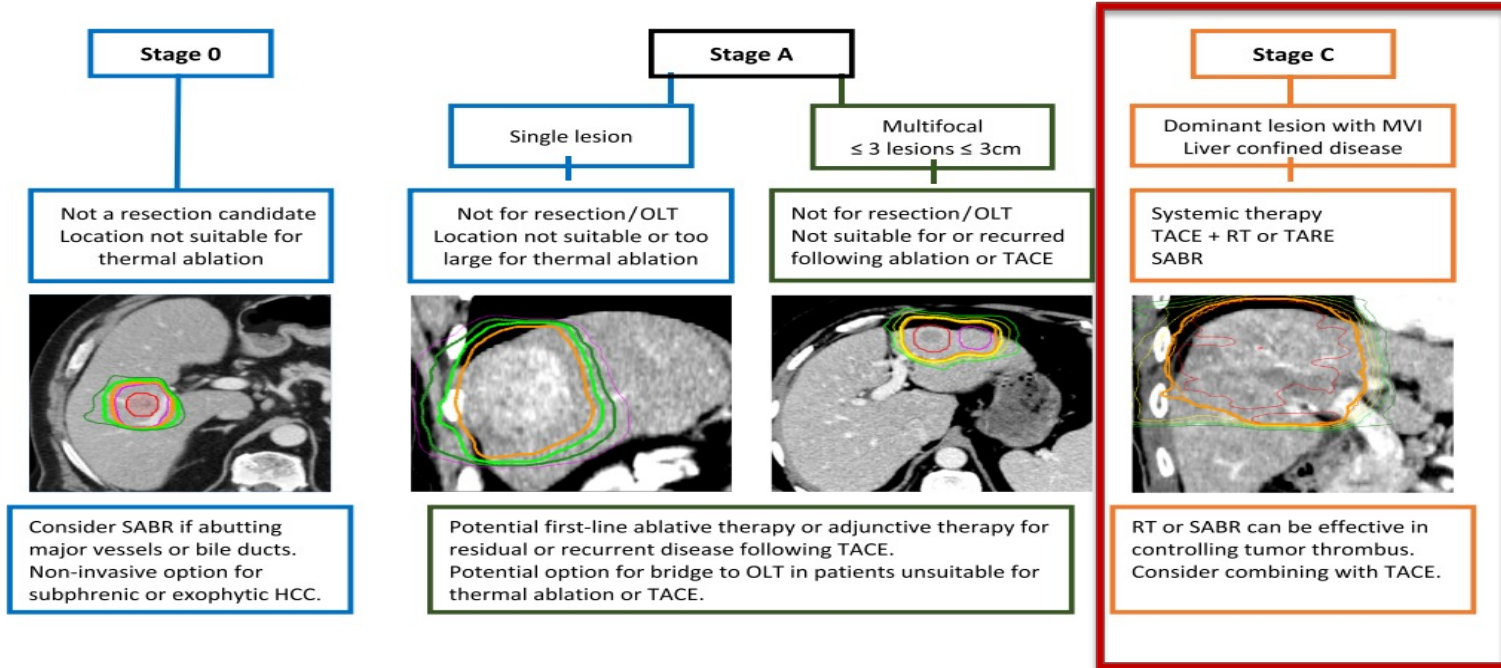 Stage 0
Not a resection candidate
Location not suitable for
thermal ablation
Consider SABR if abutting
major vessels or bile ducts.
Non-invasive option for
subphrenic or exophytic HCC.
Stage A
Single lesion
Not for resection/OLT
Location not suitable or too
large for thermal ablation
Multifocal
≤ 3 lesions ≤ 3cm
Not for resection/OLT
Not suitable for or recurred
following ablation or TACE
Potential first-line ablative therapy or adjunctive therapy for
residual or recurrent disease following TACE.
Potential option for bridge to OLT in patients unsuitable for
thermal ablation or TACE.
Stage C
Dominant lesion with MVI
Liver confined disease
Systemic therapy
TACE + RT or TARE
SABR
RT or SABR can be effective in
controlling tumor thrombus.
Consider combining with TACE.